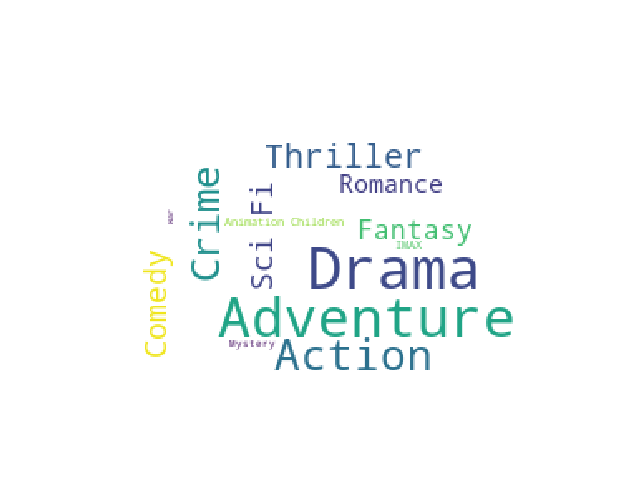 Thriller
Romance
Crime
Sci Fi
War
Animation Children
Fantasy
IMAX
Drama
Comedy
Adventure
Mystery
Action